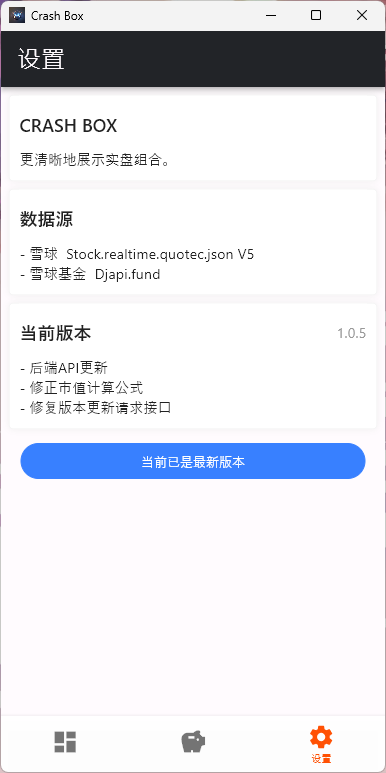 Crash Box
设置
CRASH BOX
更清晰地展示实盘组合。
数据源
- 雪球  Stock.realtime.quotec.json V5
- 雪球基金  Djapi.fund
当前版本 1.0.5
- 后端API更新
- 修正市值计算公式
- 修复版本更新请求接口
当前已是最新版本
设置